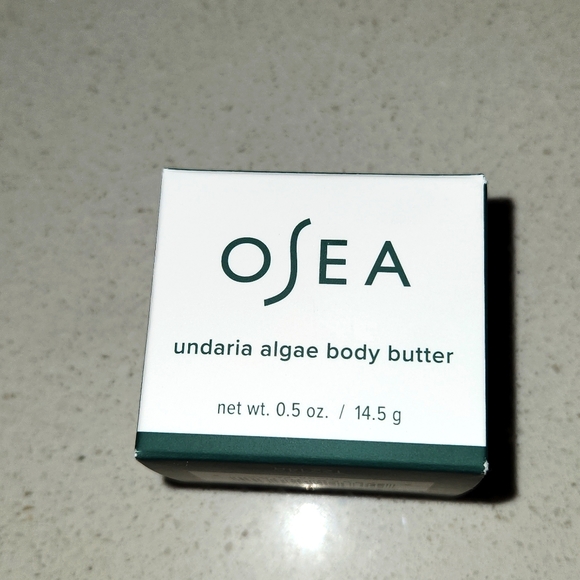 OSEA
undaria algae body butter
net wt. 0.5 oz. / 14.5 g